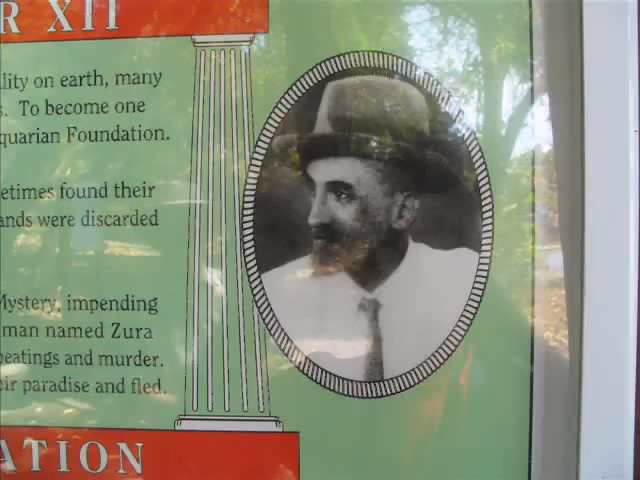 R XII
lity on earth, many
s. To become one
quarian Foundation.
etimes found their
ands were discarded
Mystery, impending
man named Zura
beatings and murder.
eir paradise and fled.
ATION